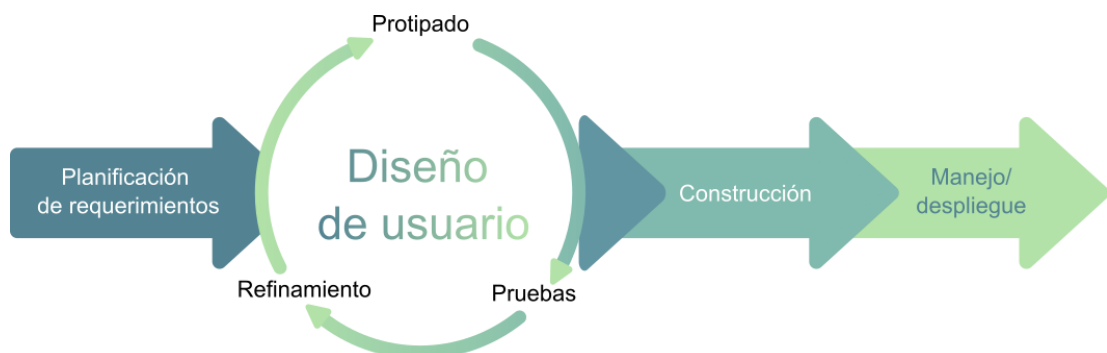 Protipado
Planificación
de requerimientos
Diseño
de usuario
Construcción
Manejo/
despliegue
Refinamiento
Pruebas